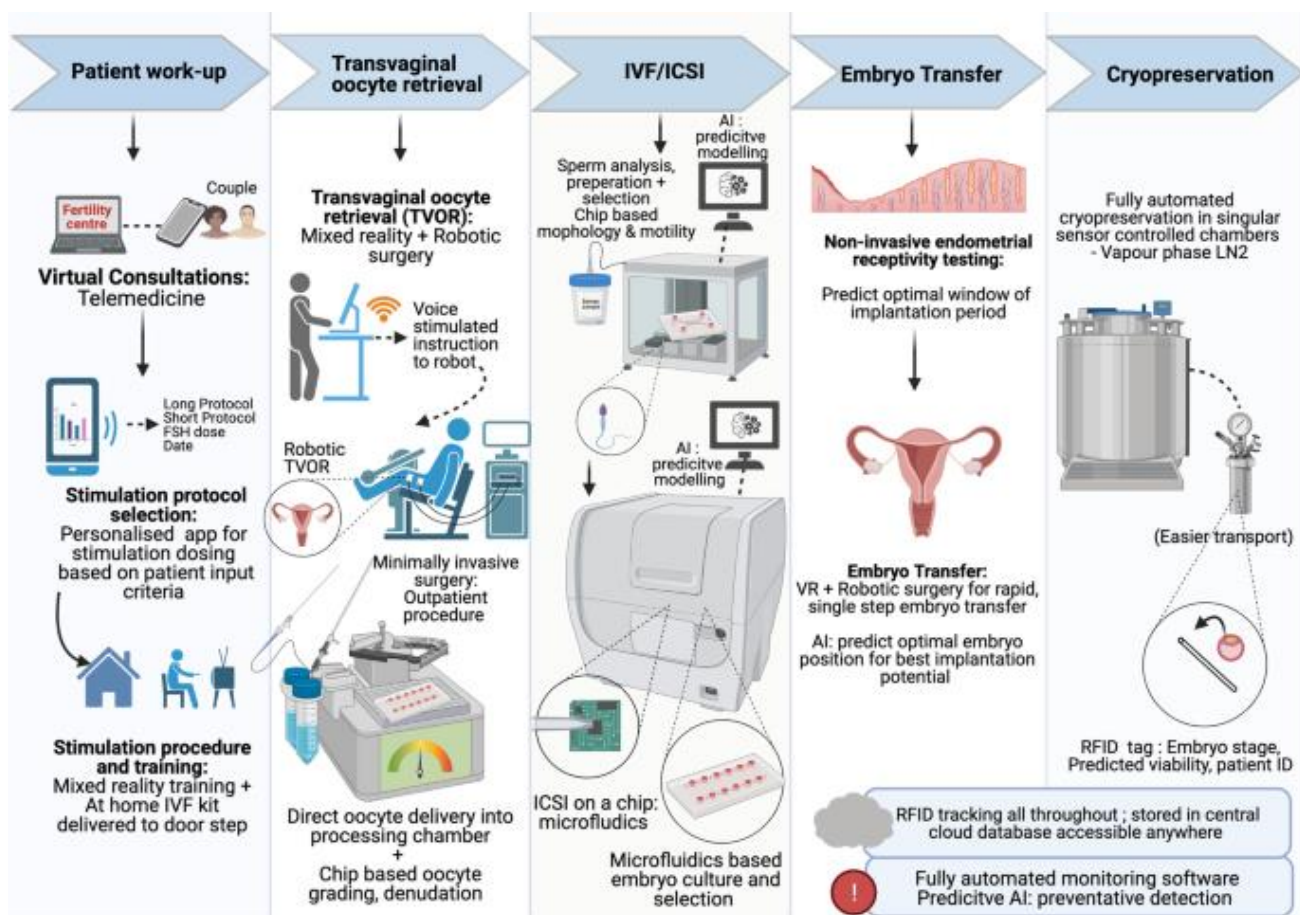 Patient work-up
Transvaginal
oocyte retrieval
IVF/ICSI
Embryo Transfer
Cryopreservation
Fertility
centre
Couple
Virtual Consultations:
Telemedicine
Long Protocol
Short Protocol
FSH dose
Date
Stimulation protocol
selection:
Personalised app for
stimulation dosing
based on patient input
criteria
Stimulation procedure
and training:
Mixed reality training +
At home IVF kit
delivered to door step
Transvaginal oocyte
retrieval (TVOR):
Mixed reality + Robotic
surgery
Voice
stimulated
instruction
to robot
Robotic
TVOR
Minimally invasive
surgery:
Outpatient
procedure
Direct oocyte delivery into
processing chamber
+
Chip based oocyte
grading, denudation
AI :
predicitve
modelling
Sperm analysis,
preperation +
selection
Chip based
mophology & motility
AI :
predicitve
modelling
ICSI on a chip:
microfludics
Microfluidics based
embryo culture and
selection
Non-invasive endometrial
receptivity testing:
Predict optimal window of
implantation period
Embryo Transfer:
VR + Robotic surgery for rapid,
single step embryo transfer
AI: predict optimal embryo
position for best implantation
potential
Fully automated
cryopreservation in singular
sensor controlled chambers
- Vapour phase LN2
(Easier transport)
RFID tag : Embryo stage,
Predicted viability, patient ID
RFID tracking all throughout ; stored in central
cloud database accessible anywhere
!
Fully automated monitoring software
Predicitve AI: preventative detection